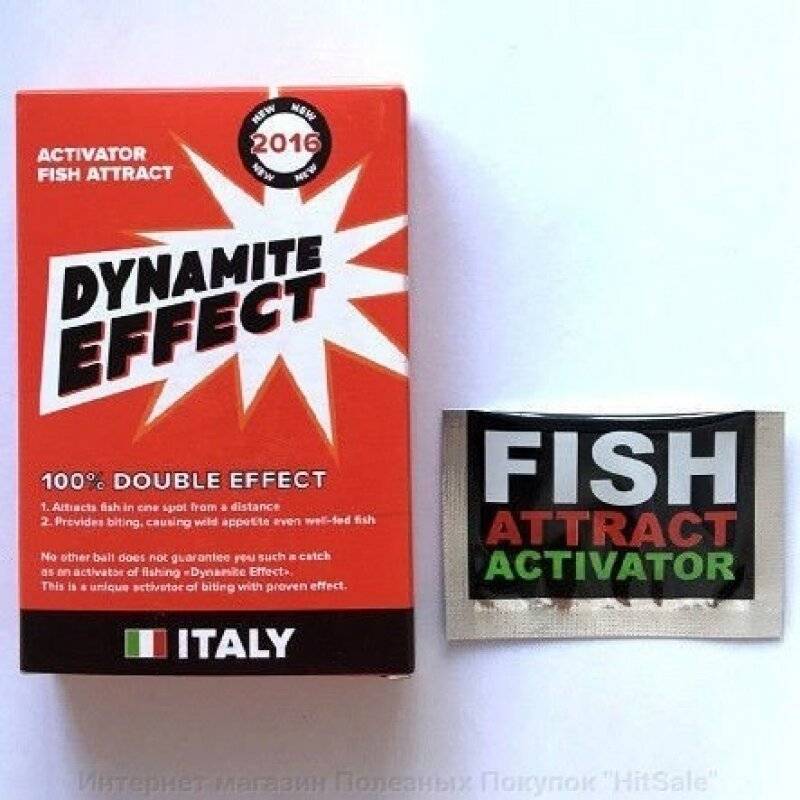 NEW NEW
2016
NEW NEW
ACTIVATOR
FISH ATTRACT
DYNAMITE
EFFECT
100% DOUBLE EFFECT
1. Attracts fish in one spot from a distance
2. Provides biting, causing wild appetite even well-fed fish
No other bait does not guarantee you such a catch
as an activator of fishing «Dynamite Effect».
This is a unique activator of biting with proven effect.
ITALY
FISH
ATTRACT
ACTIVATOR
Интернет магазин Полезных Покупок "HitSale"